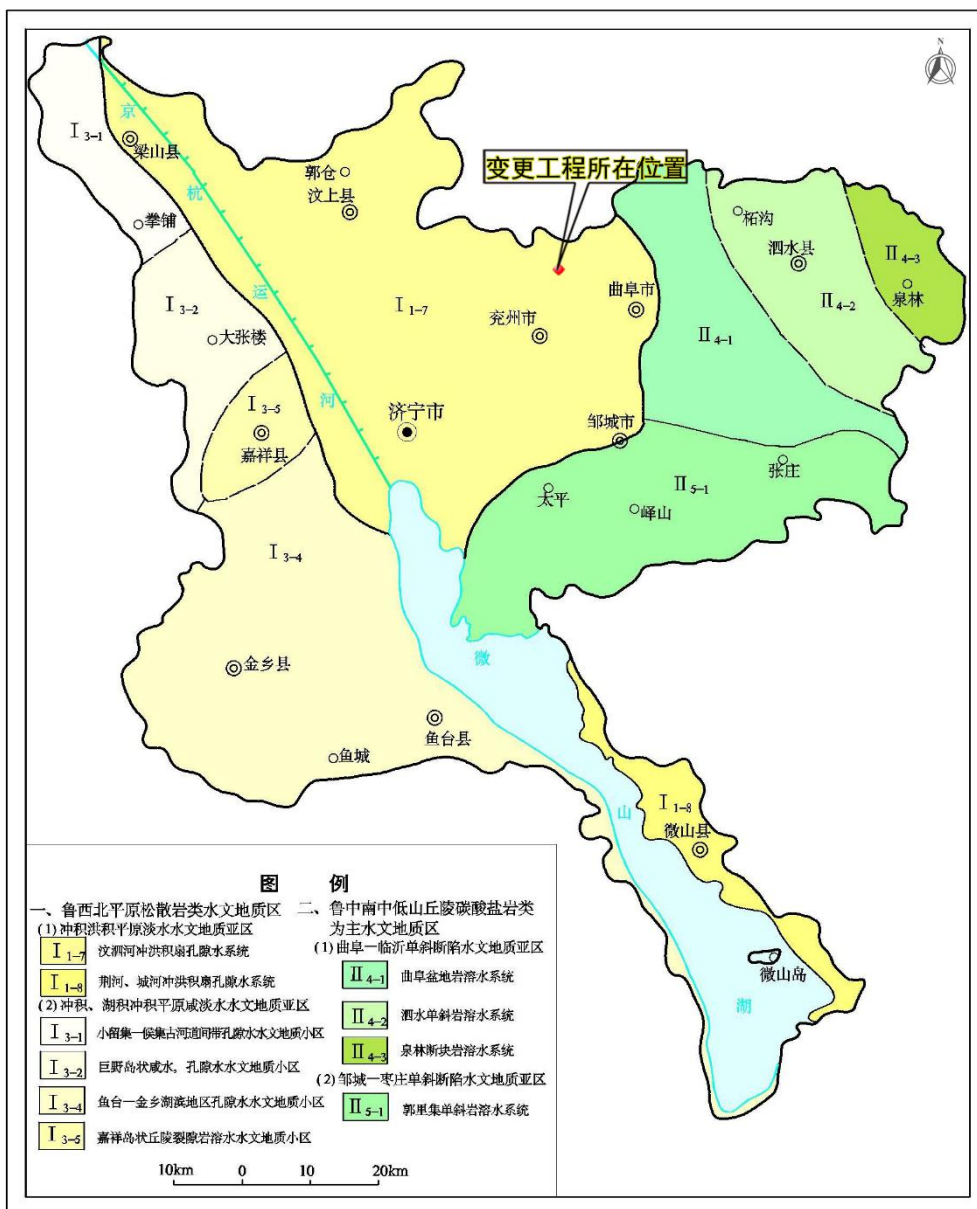 N
京
Ⅰ3-1
梁山县
郭仓
汶上县
杭
变更工程所在位置
柘沟
泗水县
Ⅱ4-3
泉林
拳铺
Ⅰ3-2
运
Ⅰ1-7
曲阜市
兖州市
Ⅱ4-2
Ⅱ4-1
大张楼
河
Ⅰ3-5
嘉祥县
济宁市
邹城市
张庄
太平
Ⅱ5-1
峄山
Ⅰ3-4
微
金乡县
鱼台县
鱼城
山
Ⅰ1-8
微山县
微山岛
湖
图 例
一、鲁西北平原松散岩类水文地质区
(1)冲积洪积平原淡水水文地质亚区
Ⅰ1-7 汶泗河冲洪积扇孔隙水系统
Ⅰ1-8 荆河、城河冲洪积扇孔隙水系统
(2)冲积、湖积冲积平原咸淡水水文地质亚区
Ⅰ3-1 小留集—候集古河道间带孔隙水水文地质小区
Ⅰ3-2 巨野岛状咸水,孔隙水水文地质小区
Ⅰ3-4 鱼台—金乡湖滨地区孔隙水水文地质小区
Ⅰ3-5 嘉祥岛状丘陵裂隙岩溶水水文地质小区
二、鲁中南中低山丘陵碳酸盐岩类
为主水文地质区
(1)曲阜—临沂单斜断陷水文地质亚区
Ⅱ4-1 曲阜盆地岩溶水系统
Ⅱ4-2 泗水单斜岩溶水系统
Ⅱ4-3 泉林断块岩溶水系统
(2)邹城—枣庄单斜断陷水文地质亚区
Ⅱ5-1 郭里集单斜岩溶水系统
10km 0 10 20km